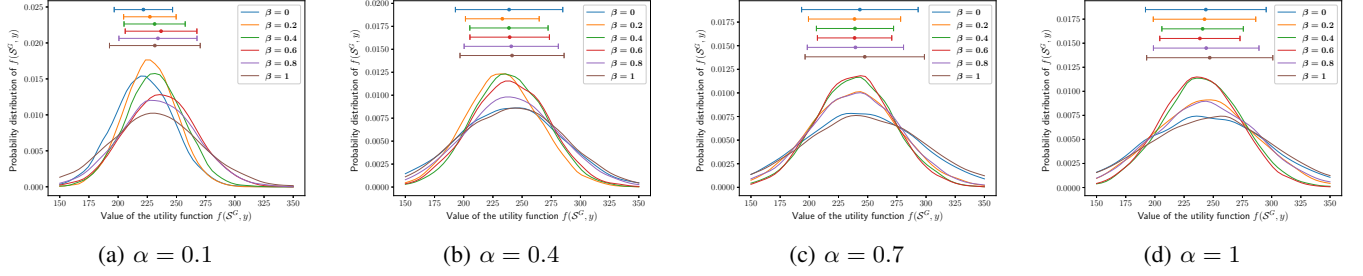 0.025
0.020
0.015
0.010
0.005
0.000
Probability distribution of f(𝒮^G, y)
β = 0
β = 0.2
β = 0.4
β = 0.6
β = 0.8
β = 1
150 175 200 225 250 275 300 325 350
Value of the utility function f(𝒮^G, y)
(a) α = 0.1
0.0200
0.0175
0.0150
0.0125
0.0100
0.0075
0.0050
0.0025
0.0000
Probability distribution of f(𝒮^G, y)
β = 0
β = 0.2
β = 0.4
β = 0.6
β = 0.8
β = 1
150 175 200 225 250 275 300 325 350
Value of the utility function f(𝒮^G, y)
(b) α = 0.4
0.0175
0.0150
0.0125
0.0100
0.0075
0.0050
0.0025
0.0000
Probability distribution of f(𝒮^G, y)
β = 0
β = 0.2
β = 0.4
β = 0.6
β = 0.8
β = 1
150 175 200 225 250 275 300 325 350
Value of the utility function f(𝒮^G, y)
(c) α = 0.7
0.0175
0.0150
0.0125
0.0100
0.0075
0.0050
0.0025
0.0000
Probability distribution of f(𝒮^G, y)
β = 0
β = 0.2
β = 0.4
β = 0.6
β = 0.8
β = 1
150 175 200 225 250 275 300 325 350
Value of the utility function f(𝒮^G, y)
(d) α = 1